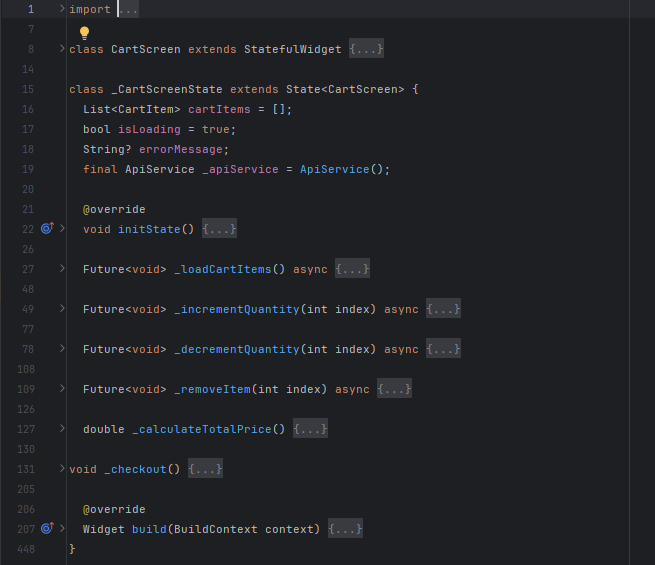 1 import ...
7
8 class CartScreen extends StatefulWidget {...}
14
15 class _CartScreenState extends State<CartScreen> {
16 List<CartItem> cartItems = [];
17 bool isLoading = true;
18 String? errorMessage;
19 final ApiService _apiService = ApiService();
20
21 @override
22 void initState() {...}
26
27 Future<void> _loadCartItems() async {...}
48
49 Future<void> _incrementQuantity(int index) async {...}
77
78 Future<void> _decrementQuantity(int index) async {...}
108
109 Future<void> _removeItem(int index) async {...}
126
127 double _calculateTotalPrice() {...}
130
131 void _checkout() {...}
205
206 @override
207 Widget build(BuildContext context) {...}
448 }